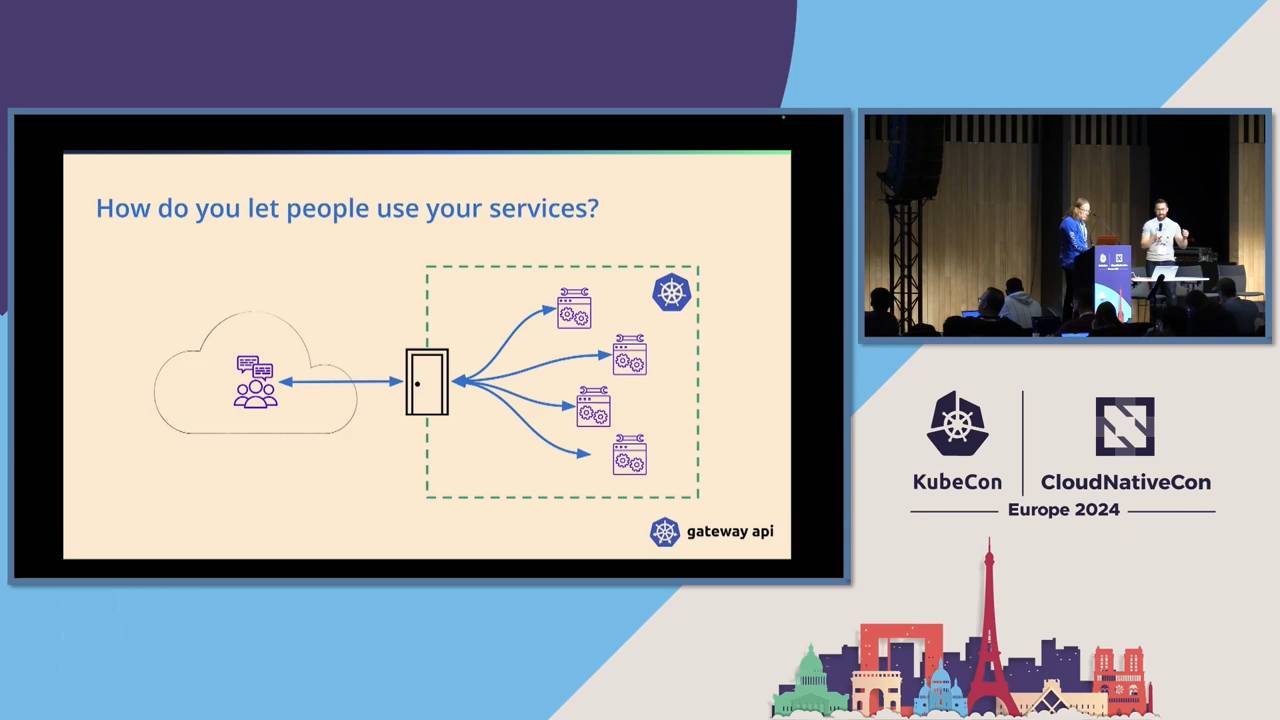 How do you let people use your services?
gateway api
KubeCon
CloudNativeCon
Europe 2024